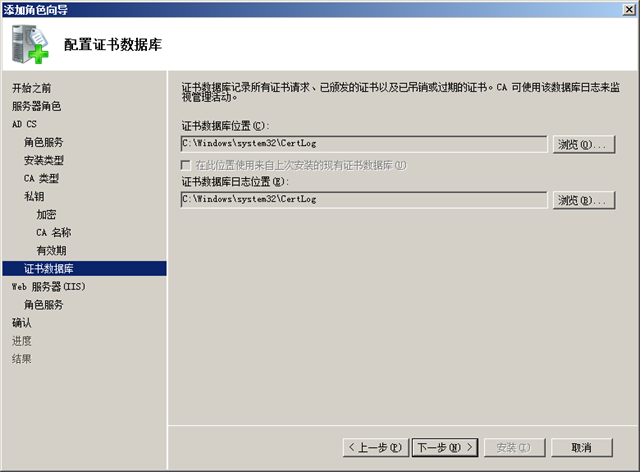 添加角色向导
配置证书数据库
开始之前
服务器角色
AD CS
角色服务
安装类型
CA 类型
私钥
加密
CA 名称
有效期
证书数据库
Web 服务器(IIS)
角色服务
确认
进度
结果
证书数据库记录所有证书请求、已颁发的证书以及已吊销或过期的证书。CA 可使用该数据库日志来监
视管理活动。
证书数据库位置(C):
C:\Windows\system32\CertLog
浏览(O)...
在此位置使用来自上次安装的现有证书数据库(U)
证书数据库日志位置(E):
C:\Windows\system32\CertLog
浏览(R)...
< 上一步(P)
下一步(N) >
安装(I)
取消